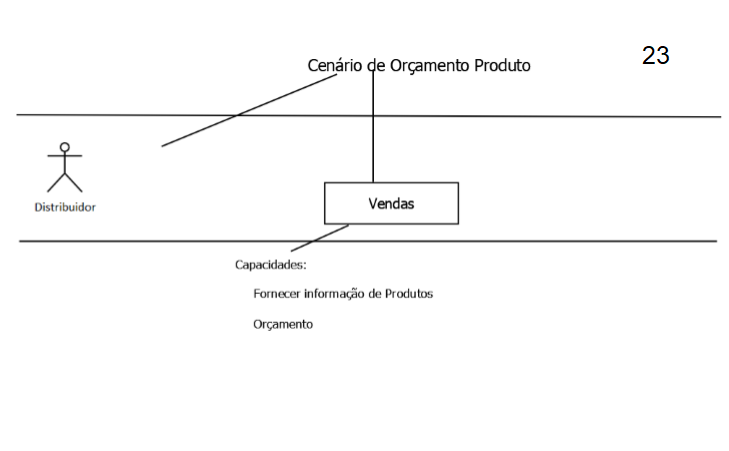 Cenário de Orçamento Produto
23
Distribuidor
Vendas
Capacidades:
Fornecer informação de Produtos
Orçamento